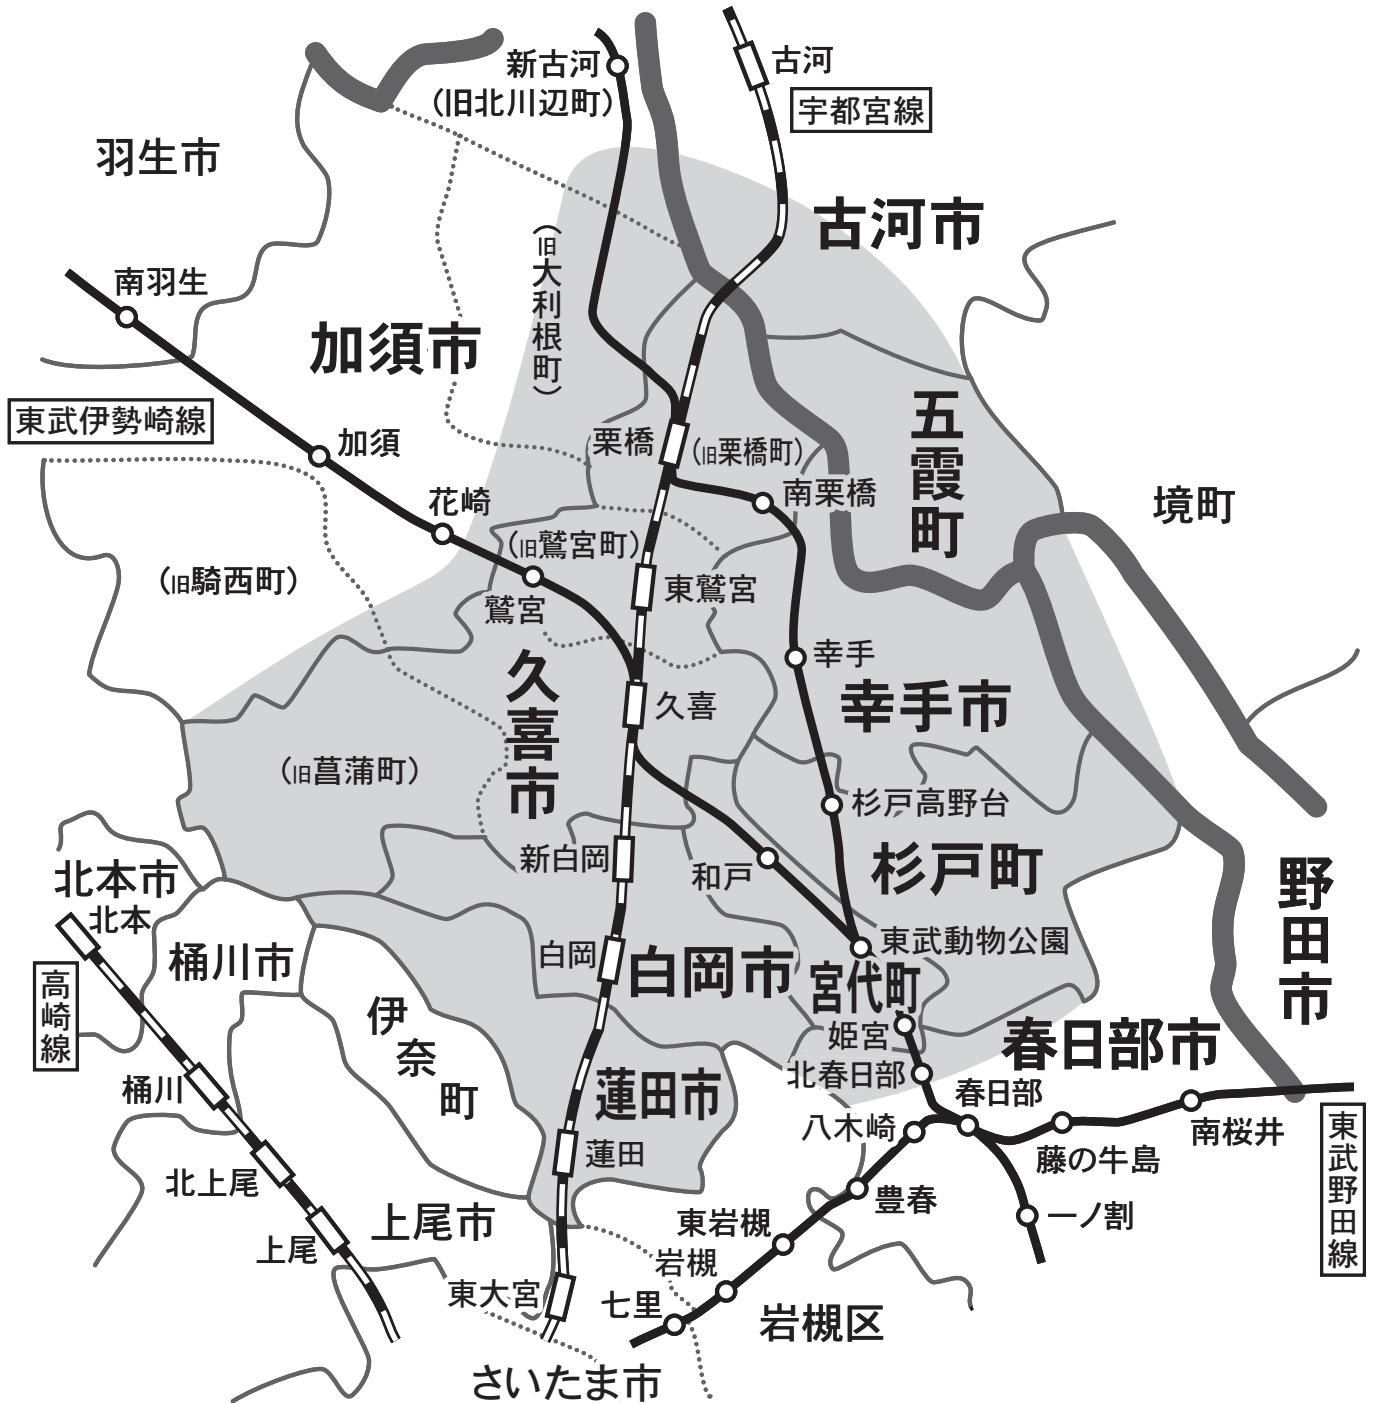 新古河
古河
(旧北川辺町)
宇都宮線
羽生市
古河市
(旧大利根町)
南羽生
加須市
東武伊勢崎線
加須
栗橋
(旧栗橋町)
五霞町
南栗橋
花崎
境町
(旧鷲宮町)
(旧騎西町)
東鷲宮
鷲宮
幸手
久喜市
久喜
幸手市
(旧菖蒲町)
杉戸高野台
新白岡
和戸
杉戸町
北本市
北本
野田市
東武動物公園
桶川市
白岡
白岡市
宮代町
高崎線
伊奈町
姫宮
春日部市
北春日部
桶川
蓮田市
春日部
八木崎
南桜井
東武野田線
蓮田
藤の牛島
北上尾
豊春
上尾市
東岩槻
一ノ割
上尾
岩槻
東大宮
七里
岩槻区
さいたま市